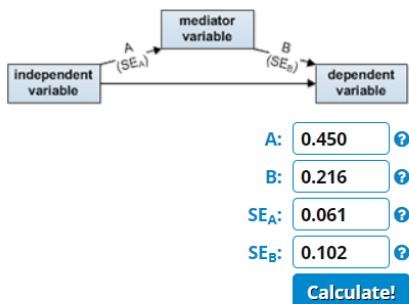 mediator
variable
A
(SEA)
B
(SEB)
independent
variable
dependent
variable
A: 0.450 ?
B: 0.216 ?
SEA: 0.061 ?
SEB: 0.102 ?
Calculate!